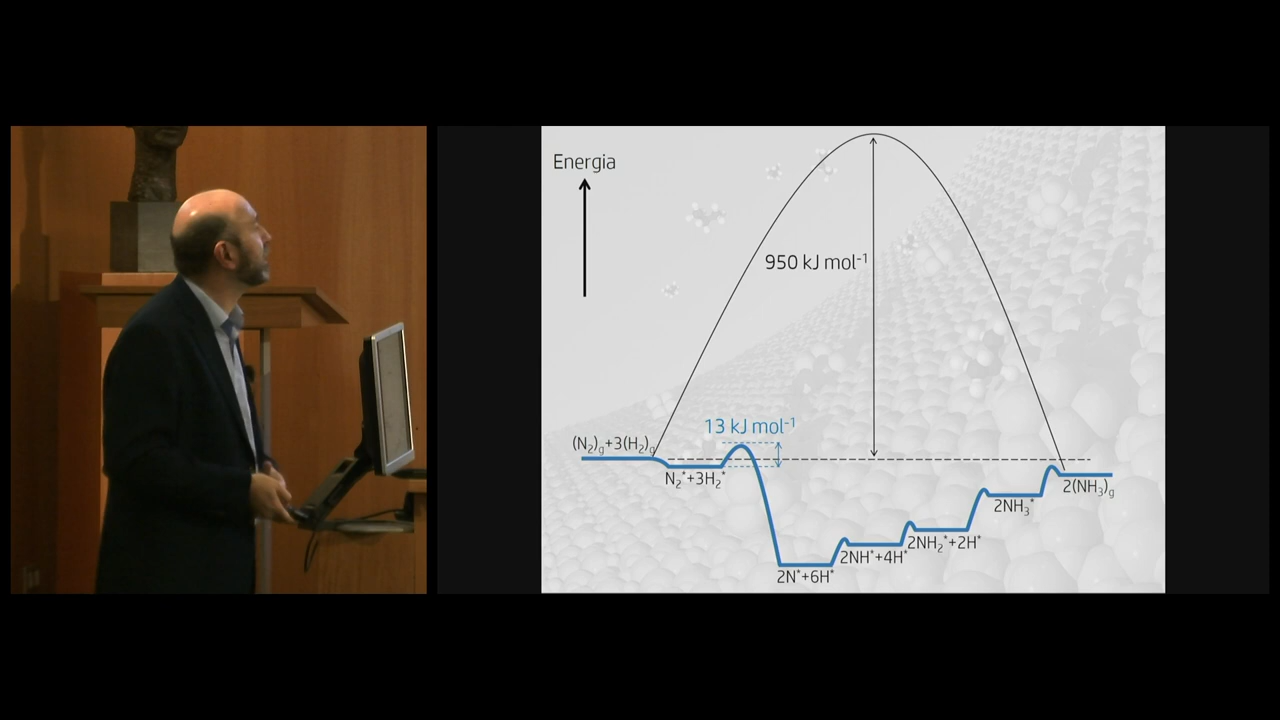 Energia
950 kJ mol⁻¹
13 kJ mol⁻¹
(N₂)g+3(H₂)g
N₂*+3H₂*
2N*+6H*
2NH*+4H*
2NH₂*+2H*
2NH₃*
2(NH₃)g